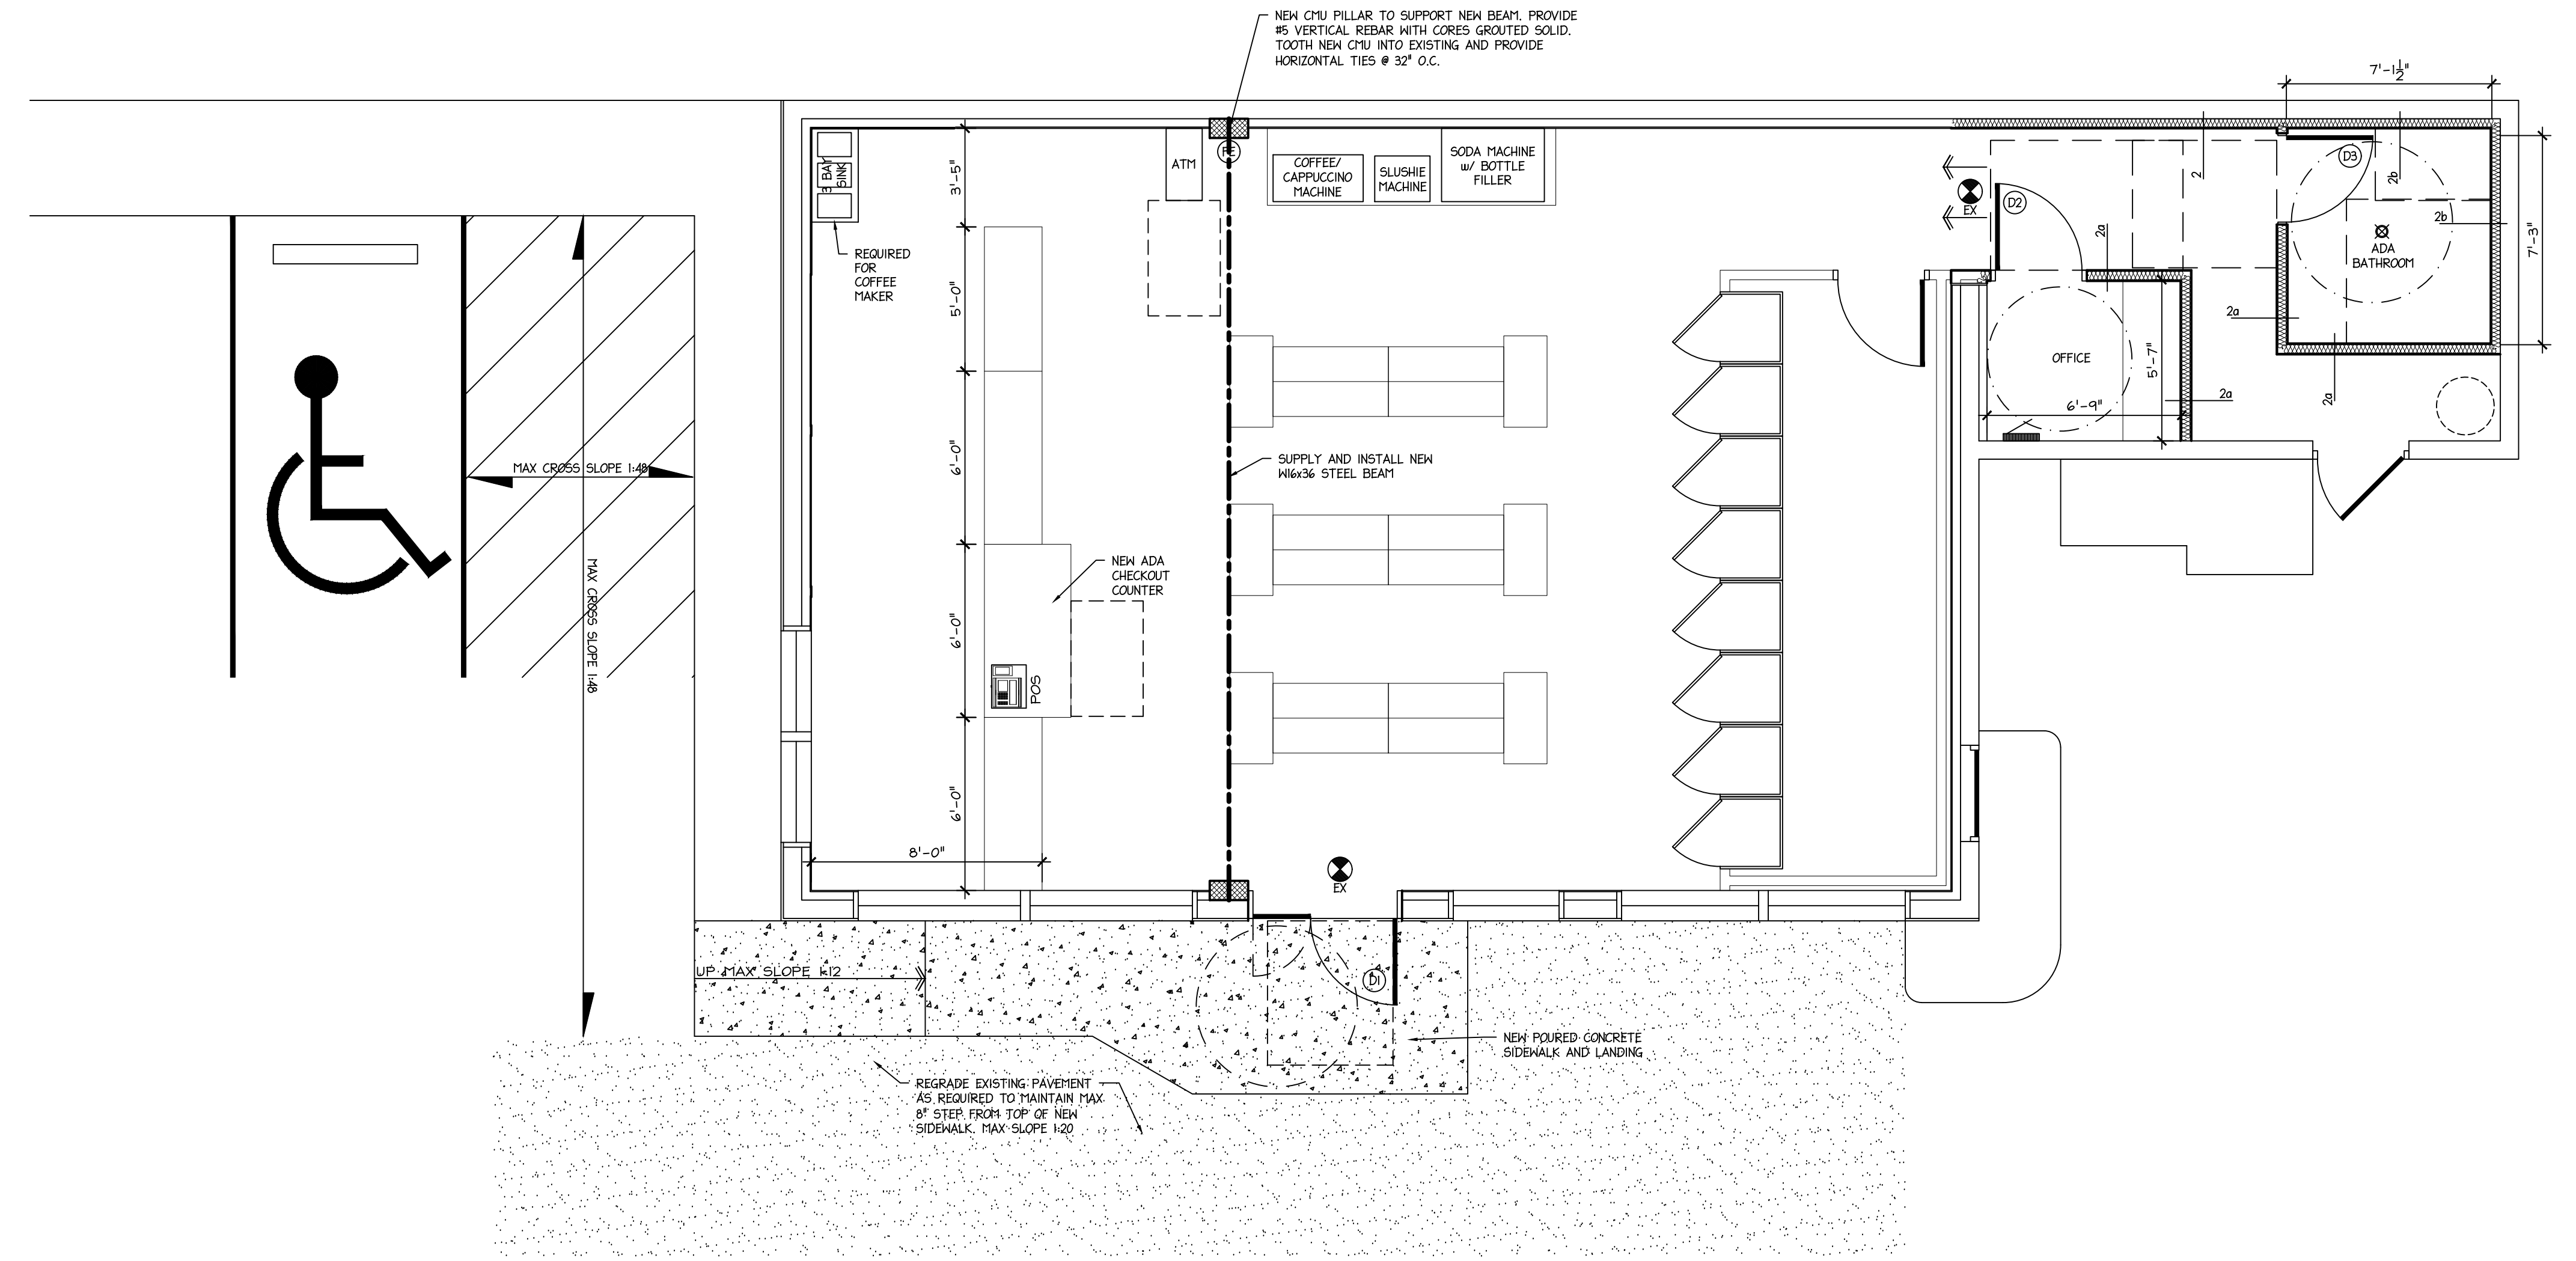 NEW CMU PILLAR TO SUPPORT NEW BEAM. PROVIDE
#5 VERTICAL REBAR WITH CORES GROUTED SOLID.
TOOTH NEW CMU INTO EXISTING AND PROVIDE
HORIZONTAL TIES @ 32" O.C.
7'-1½"
3 BAY
SINK
3'-5"
ATM
FE
COFFEE/
CAPPUCCINO
MACHINE
SLUSHIE
MACHINE
SODA MACHINE
w/ BOTTLE
FILLER
EX
D2
2
D3
2b
2b
2a
ADA
BATHROOM
7'-3"
REQUIRED
FOR
COFFEE
MAKER
5'-0"
OFFICE
5'-7"
6'-9"
2a
2a
2a
MAX CROSS SLOPE 1:48
6'-0"
SUPPLY AND INSTALL NEW
W16x36 STEEL BEAM
MAX CROSS SLOPE 1:48
NEW ADA
CHECKOUT
COUNTER
6'-0"
POS
6'-0"
8'-0"
EX
UP MAX SLOPE 1:12
D1
NEW POURED CONCRETE
SIDEWALK AND LANDING
REGRADE EXISTING PAVEMENT
AS REQUIRED TO MAINTAIN MAX
8" STEP FROM TOP OF NEW
SIDEWALK. MAX SLOPE 1:20